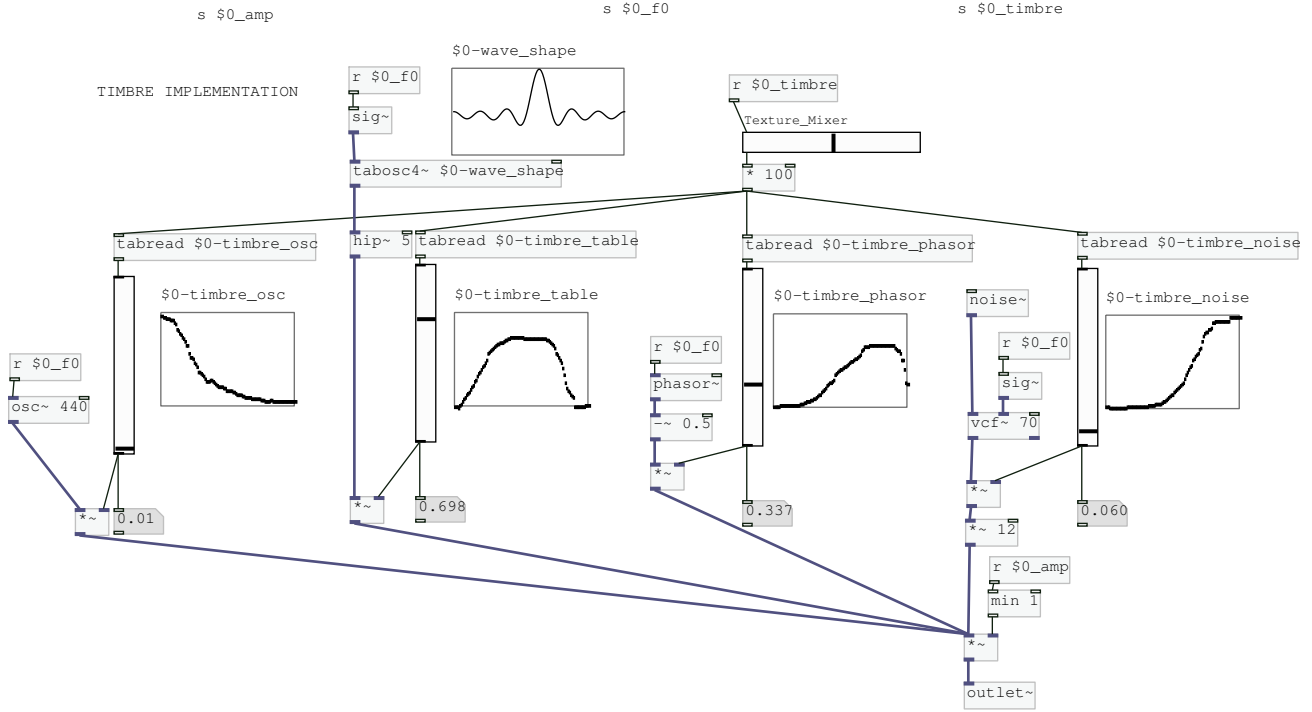 s $0_amp
s $0_f0
s $0_timbre
$0-wave_shape
r $0_f0
r $0_timbre
TIMBRE IMPLEMENTATION
sig~
Texture_Mixer
tabosc4~ $0-wave_shape
* 100
tabread $0-timbre_osc
hip~ 5
tabread $0-timbre_table
tabread $0-timbre_phasor
tabread $0-timbre_noise
$0-timbre_osc
$0-timbre_table
$0-timbre_phasor
noise~
$0-timbre_noise
r $0_f0
r $0_f0
r $0_f0
phasor~
sig~
osc~ 440
-~ 0.5
vcf~ 70
*~
*~
*~
0.01
*~
0.698
0.337
0.060
*~ 12
r $0_amp
min 1
*~
outlet~